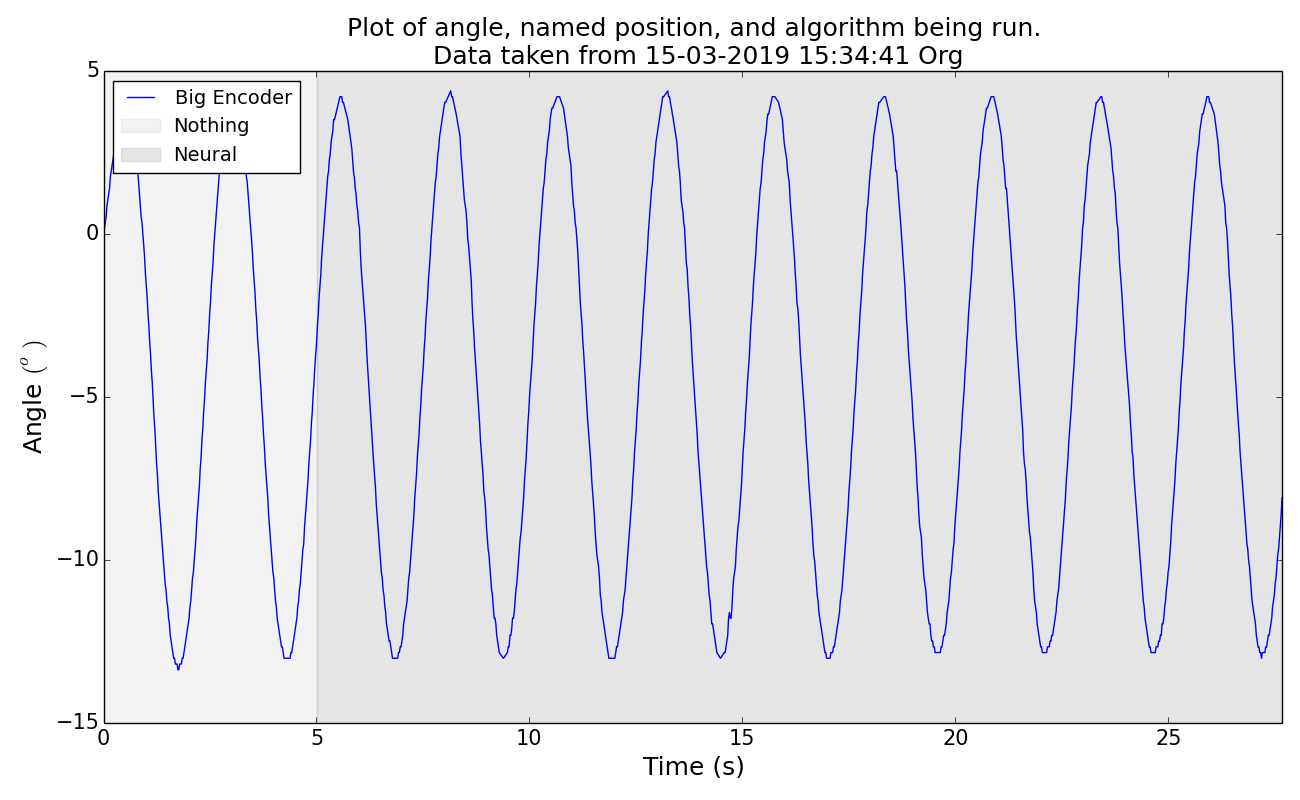 Plot of angle, named position, and algorithm being run.
Data taken from 15-03-2019 15:34:41 Org
Big Encoder
Nothing
Neural
5
0
−5
−10
−15
Angle (°)
0 5 10 15 20 25
Time (s)